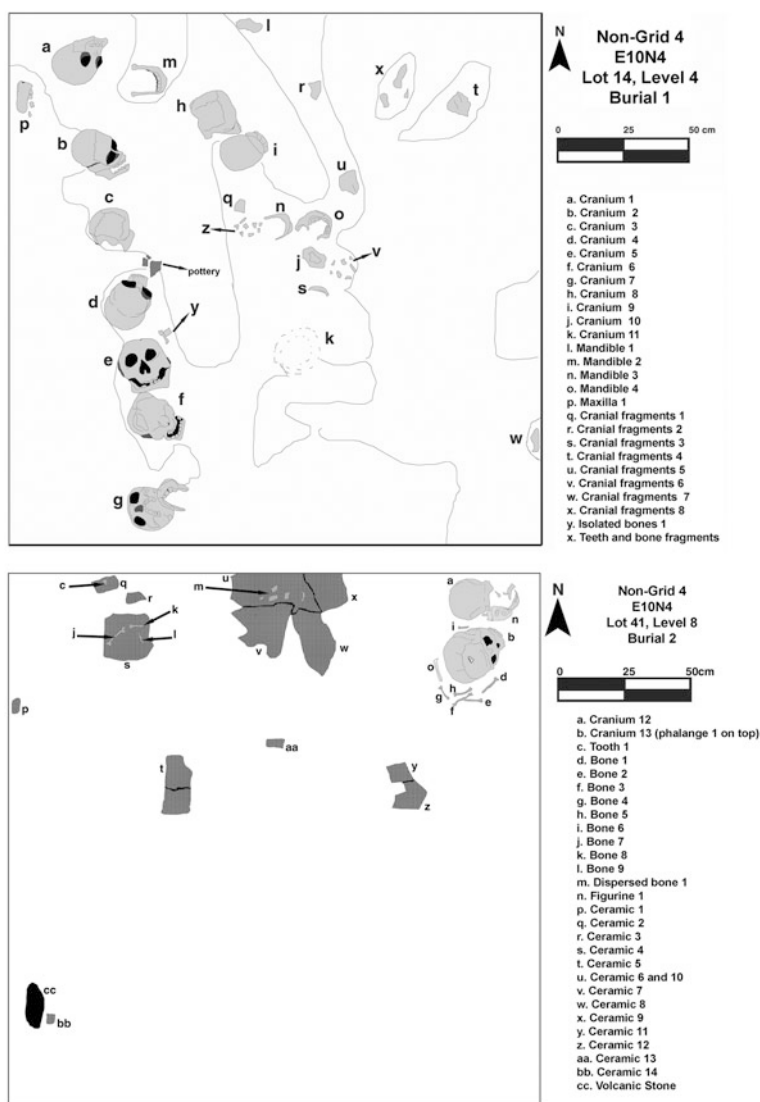 Non-Grid 4
E10N4
Lot 14, Level 4
Burial 1
N
0 25 50 cm
a. Cranium 1
b. Cranium 2
c. Cranium 3
d. Cranium 4
e. Cranium 5
f. Cranium 6
g. Cranium 7
h. Cranium 8
i. Cranium 9
j. Cranium 10
k. Cranium 11
l. Mandible 1
m. Mandible 2
n. Mandible 3
o. Mandible 4
p. Maxilla 1
q. Cranial fragments 1
r. Cranial fragments 2
s. Cranial fragments 3
t. Cranial fragments 4
u. Cranial fragments 5
v. Cranial fragments 6
w. Cranial fragments 7
x. Cranial fragments 8
y. Isolated bones 1
x. Teeth and bone fragments
a
m
l
h
r
x
t
p
b
i
u
c
q
z
n
o
j
v
pottery
s
d
y
k
e
f
w
g
Non-Grid 4
E10N4
Lot 41, Level 8
Burial 2
N
0 25 50cm
a. Cranium 12
b. Cranium 13 (phalange 1 on top)
c. Tooth 1
d. Bone 1
e. Bone 2
f. Bone 3
g. Bone 4
h. Bone 5
i. Bone 6
j. Bone 7
k. Bone 8
l. Bone 9
m. Dispersed bone 1
n. Figurine 1
p. Ceramic 1
q. Ceramic 2
r. Ceramic 3
s. Ceramic 4
t. Ceramic 5
u. Ceramic 6 and 10
v. Ceramic 7
w. Ceramic 8
x. Ceramic 9
y. Ceramic 11
z. Ceramic 12
aa. Ceramic 13
bb. Ceramic 14
cc. Volcanic Stone
c
q
r
k
j
l
s
u
m
x
v
w
a
n
i
b
o
d
h
g
e
f
p
aa
t
y
z
cc
bb